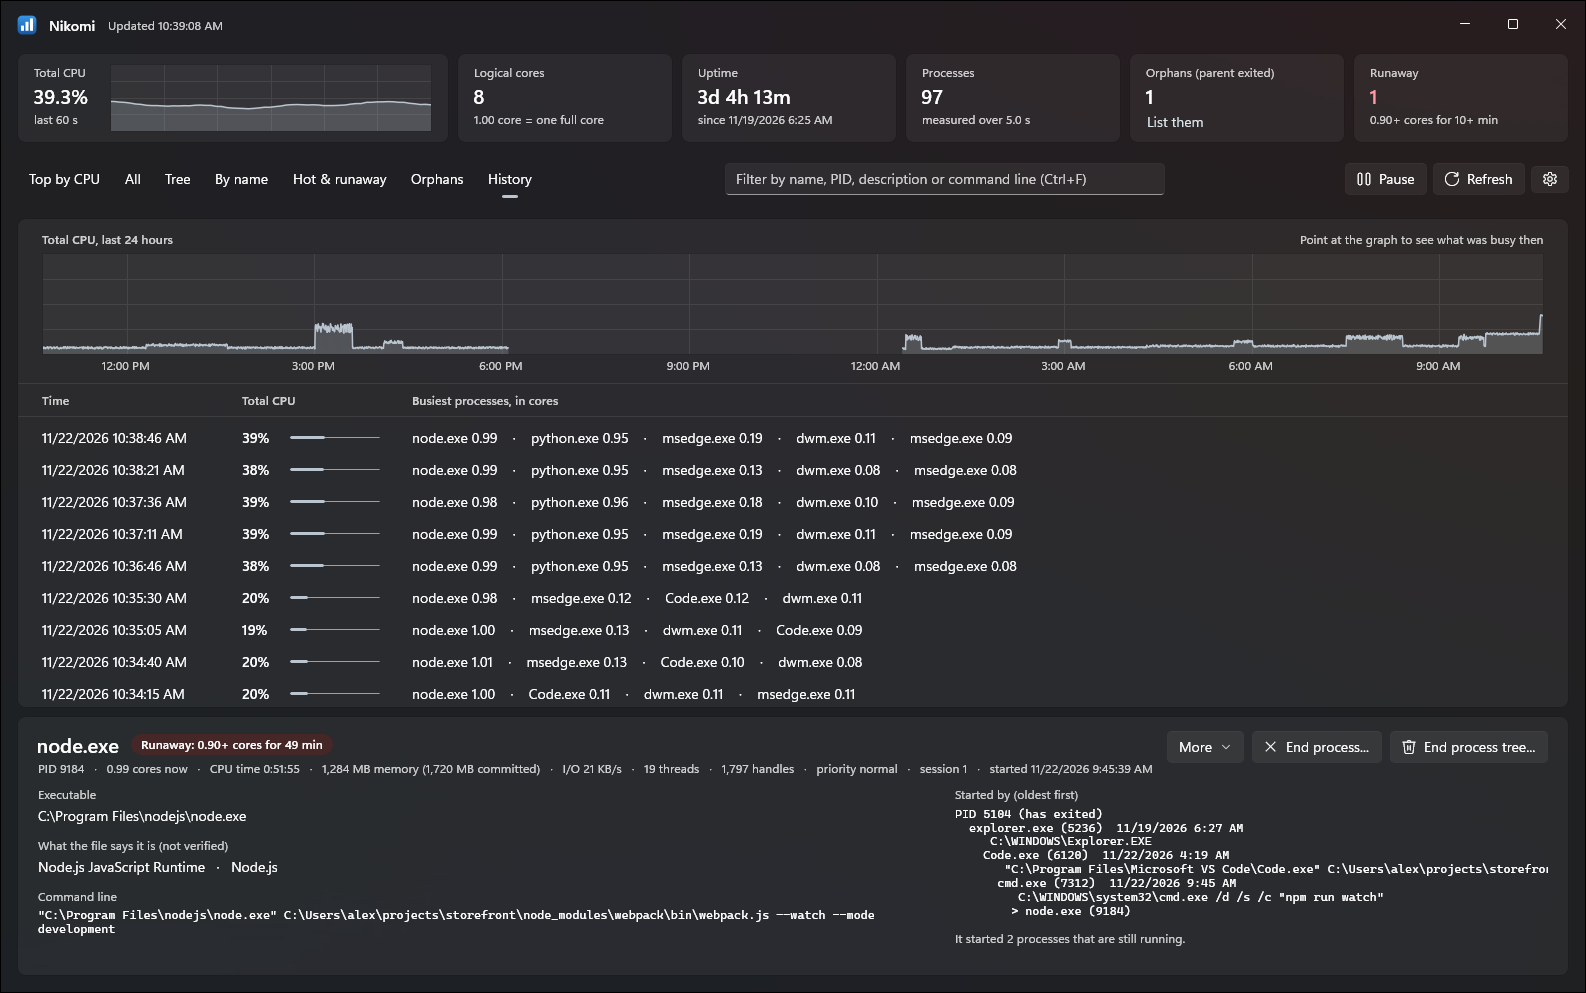 Nikomi Updated 10:39:08 AM
Total CPU
39.3%
last 60 s
Logical cores
8
1.00 core = one full core
Uptime
3d 4h 13m
since 11/19/2026 6:25 AM
Processes
97
measured over 5.0 s
Orphans (parent exited)
1
List them
Runaway
1
0.90+ cores for 10+ min
Top by CPU All Tree By name Hot & runaway Orphans History
Filter by name, PID, description or command line (Ctrl+F)
Pause Refresh
Total CPU, last 24 hours Point at the graph to see what was busy then
12:00 PM 3:00 PM 6:00 PM 9:00 PM 12:00 AM 3:00 AM 6:00 AM 9:00 AM
Time Total CPU Busiest processes, in cores
11/22/2026 10:38:46 AM 39% node.exe 0.99 · python.exe 0.95 · msedge.exe 0.19 · dwm.exe 0.11 · msedge.exe 0.09
11/22/2026 10:38:21 AM 38% node.exe 0.99 · python.exe 0.95 · msedge.exe 0.13 · dwm.exe 0.08 · msedge.exe 0.08
11/22/2026 10:37:36 AM 39% node.exe 0.98 · python.exe 0.96 · msedge.exe 0.18 · dwm.exe 0.10 · msedge.exe 0.09
11/22/2026 10:37:11 AM 39% node.exe 0.99 · python.exe 0.95 · msedge.exe 0.19 · dwm.exe 0.11 · msedge.exe 0.09
11/22/2026 10:36:46 AM 38% node.exe 0.99 · python.exe 0.95 · msedge.exe 0.13 · dwm.exe 0.08 · msedge.exe 0.08
11/22/2026 10:35:30 AM 20% node.exe 0.98 · msedge.exe 0.12 · Code.exe 0.12 · dwm.exe 0.11
11/22/2026 10:35:05 AM 19% node.exe 1.00 · msedge.exe 0.13 · dwm.exe 0.11 · Code.exe 0.09
11/22/2026 10:34:40 AM 20% node.exe 1.01 · msedge.exe 0.13 · Code.exe 0.10 · dwm.exe 0.08
11/22/2026 10:34:15 AM 20% node.exe 1.00 · Code.exe 0.11 · dwm.exe 0.11 · msedge.exe 0.11
node.exe Runaway: 0.90+ cores for 49 min
More End process... End process tree...
PID 9184 · 0.99 cores now · CPU time 0:51:55 · 1,284 MB memory (1,720 MB committed) · I/O 21 KB/s · 19 threads · 1,797 handles · priority normal · session 1 · started 11/22/2026 9:45:39 AM
Executable
C:\Program Files\nodejs\node.exe
What the file says it is (not verified)
Node.js JavaScript Runtime · Node.js
Command line
"C:\Program Files\nodejs\node.exe" C:\Users\alex\projects\storefront\node_modules\webpack\bin\webpack.js --watch --mode
development
Started by (oldest first)
PID 5104 (has exited)
explorer.exe (5236) 11/19/2026 6:27 AM
C:\WINDOWS\Explorer.EXE
Code.exe (6120) 11/22/2026 4:19 AM
"C:\Program Files\Microsoft VS Code\Code.exe" C:\Users\alex\projects\storefron
cmd.exe (7312) 11/22/2026 9:45 AM
C:\WINDOWS\system32\cmd.exe /d /s /c "npm run watch"
> node.exe (9184)
It started 2 processes that are still running.